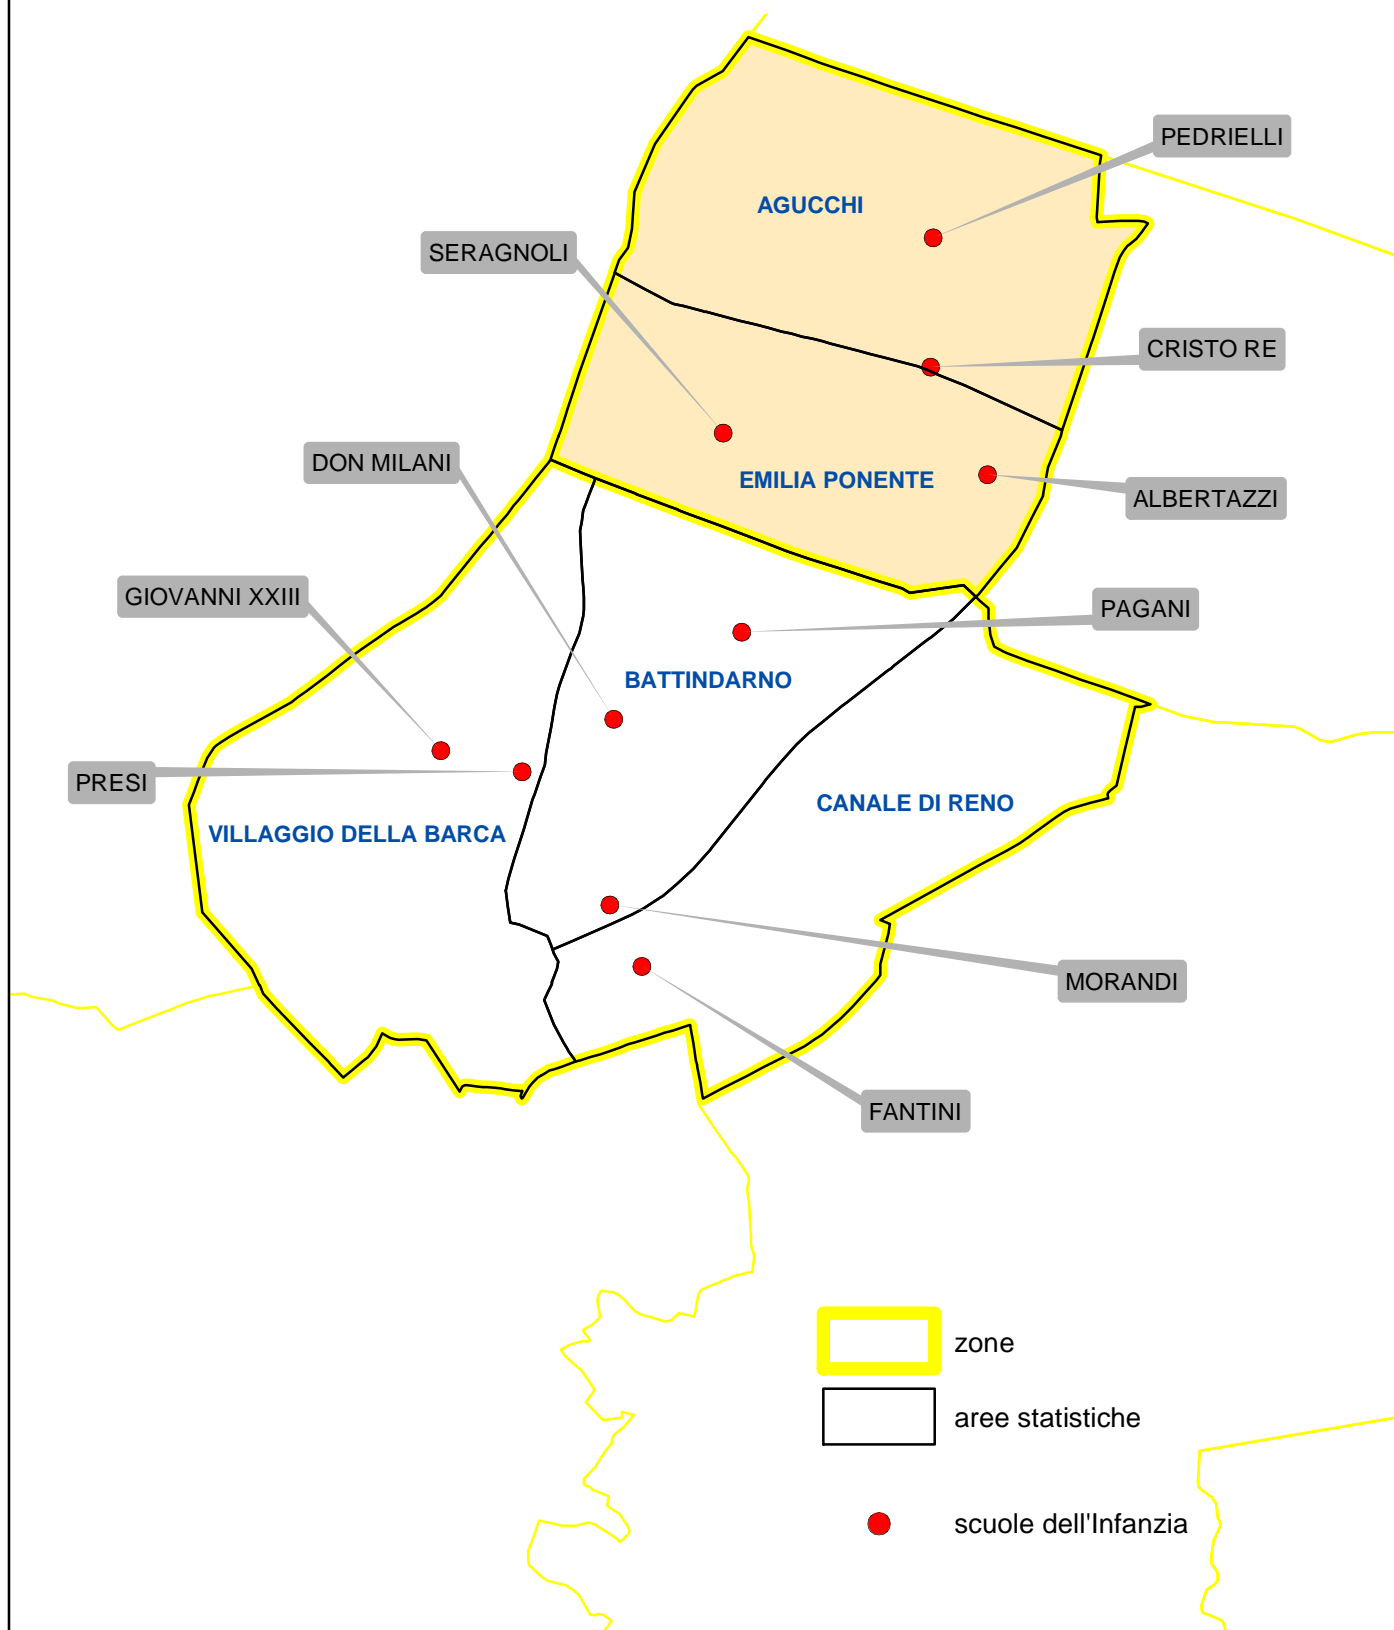 PEDRIELLI
AGUCCHI
SERAGNOLI
CRISTO RE
DON MILANI
EMILIA PONENTE
ALBERTAZZI
GIOVANNI XXIII
PAGANI
BATTINDARNO
PRESI
CANALE DI RENO
VILLAGGIO DELLA BARCA
MORANDI
FANTINI
zone
aree statistiche
scuole dell'Infanzia